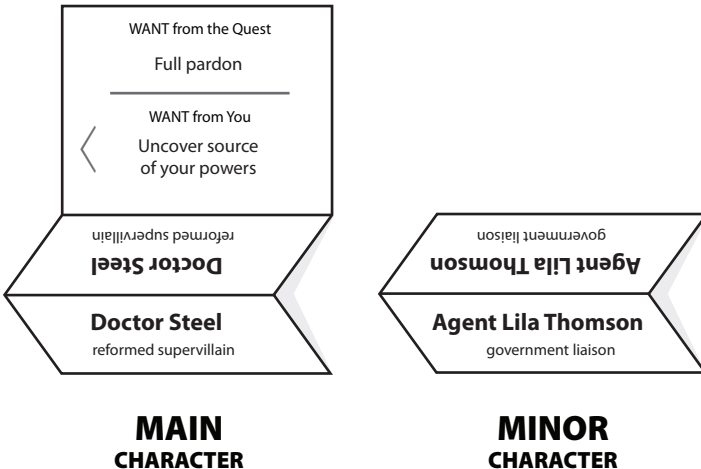 WANT from the Quest
Full pardon
WANT from You
Uncover source
of your powers
reformed supervillain
Doctor Steel
Doctor Steel
reformed supervillain
MAIN
CHARACTER
government liaison
Agent Lila Thomson
Agent Lila Thomson
government liaison
MINOR
CHARACTER